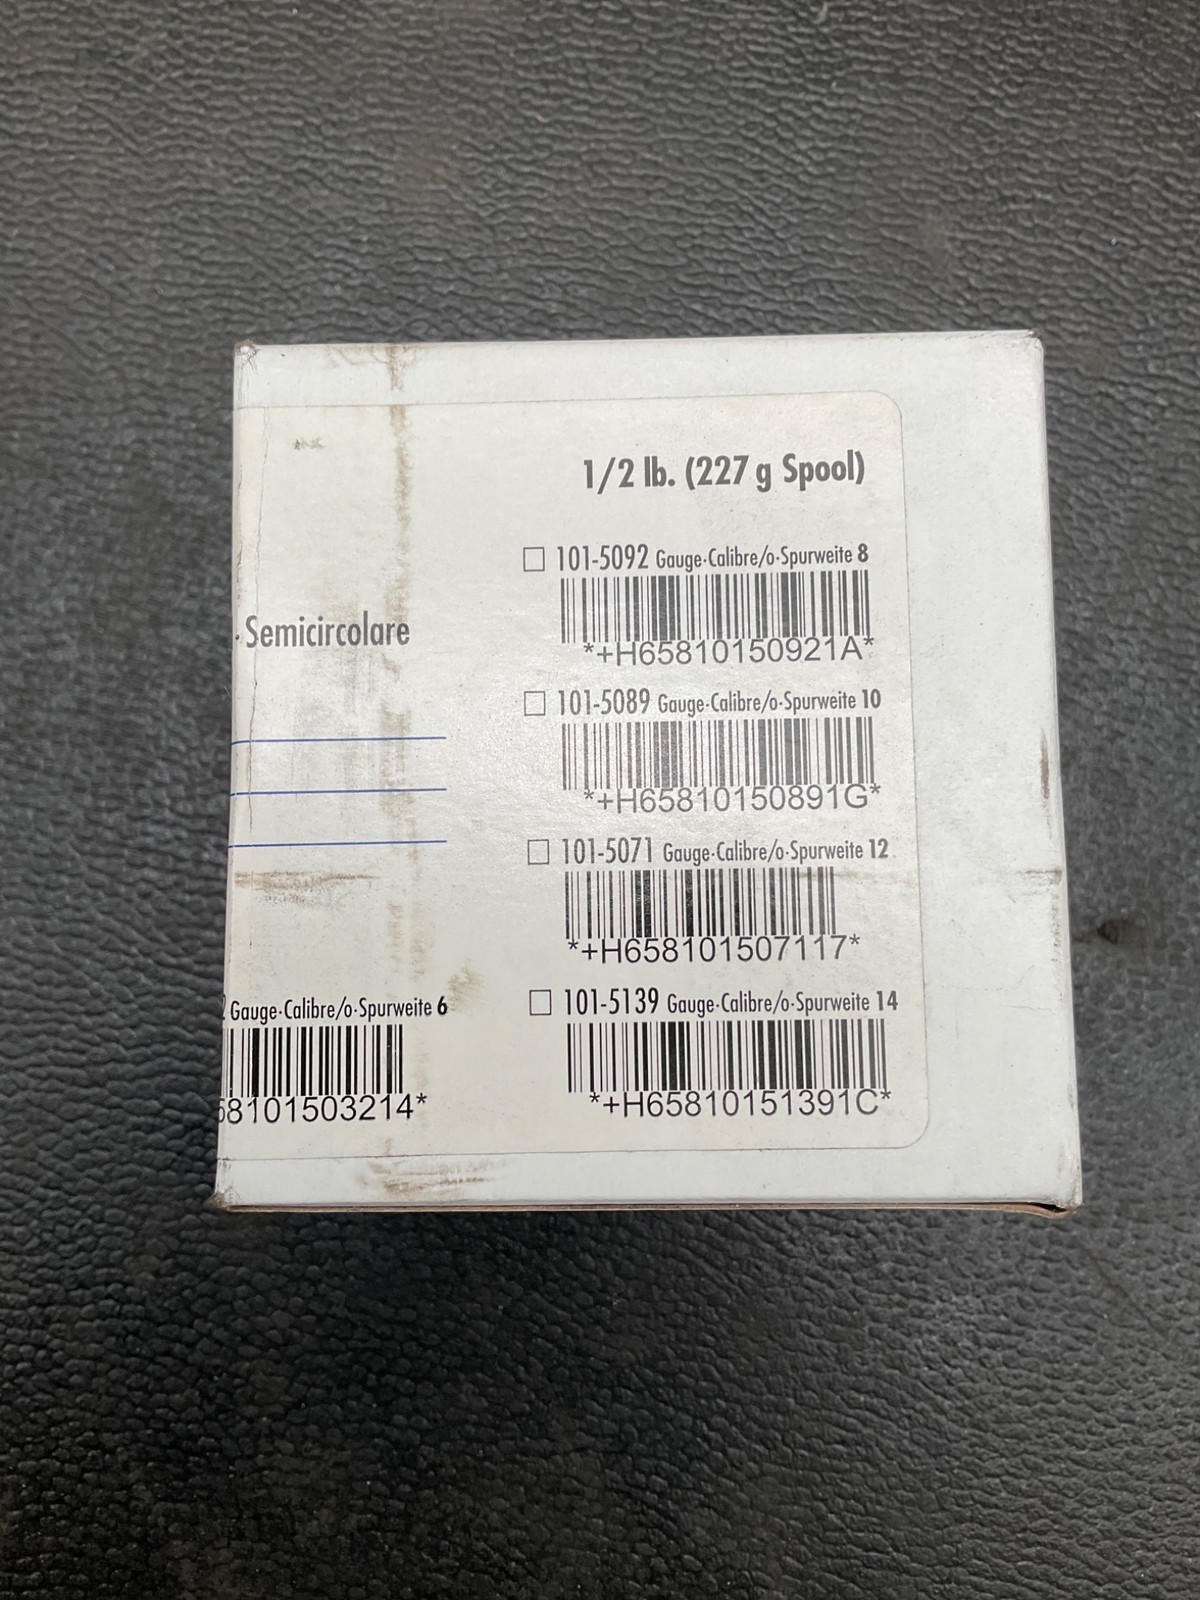 1/2 lb. (227 g Spool)
101-5092 Gauge·Calibre/o·Spurweite 8
*+H65810150921A*
· Semicircolare
101-5089 Gauge·Calibre/o·Spurweite 10
*+H65810150891G*
101-5071 Gauge·Calibre/o·Spurweite 12
*+H658101507117*
Gauge·Calibre/o·Spurweite 6
8101503214*
101-5139 Gauge·Calibre/o·Spurweite 14
*+H65810151391C*